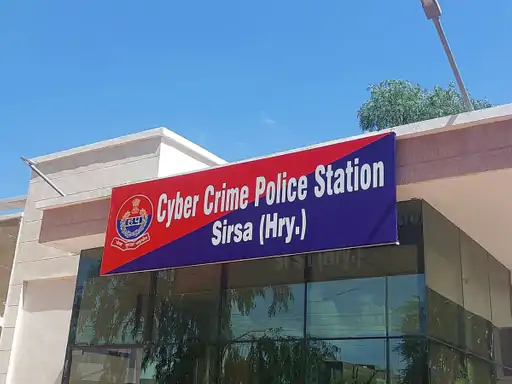 Cyber Crime Police Station
Sirsa (Hry.)